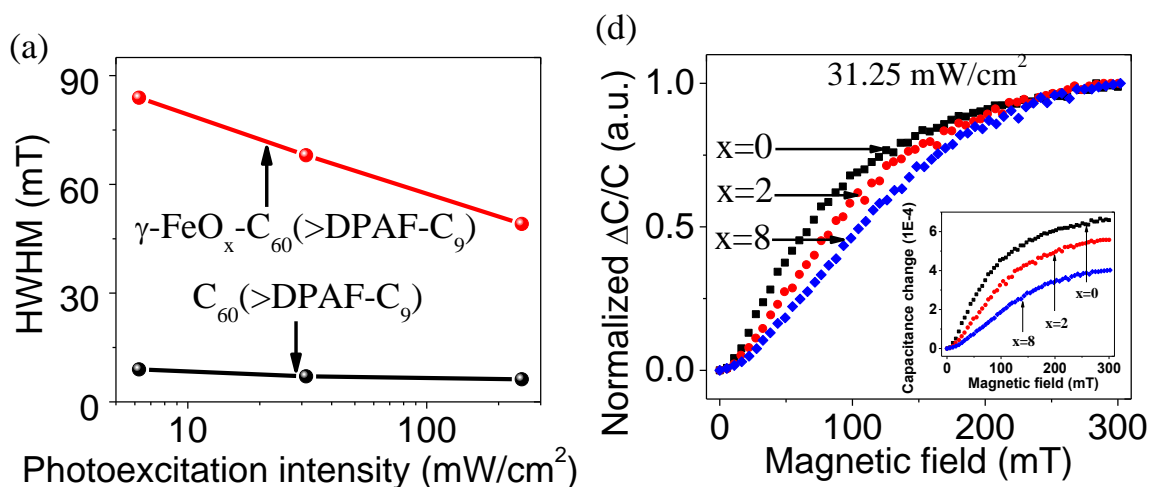 (a)
HWHM (mT)
90
60
30
0
γ-FeOₓ-C₆₀(>DPAF-C₉)
C₆₀(>DPAF-C₉)
10
100
Photoexcitation intensity (mW/cm²)
(d)
Normalized ΔC/C (a.u.)
1.0
0.5
0.0
31.25 mW/cm²
x=0
x=2
x=8
0
100
200
300
Magnetic field (mT)
Capacitance change (1E-4)
6
4
2
0
x=0
x=2
x=8
0
100
200
300
Magnetic field (mT)